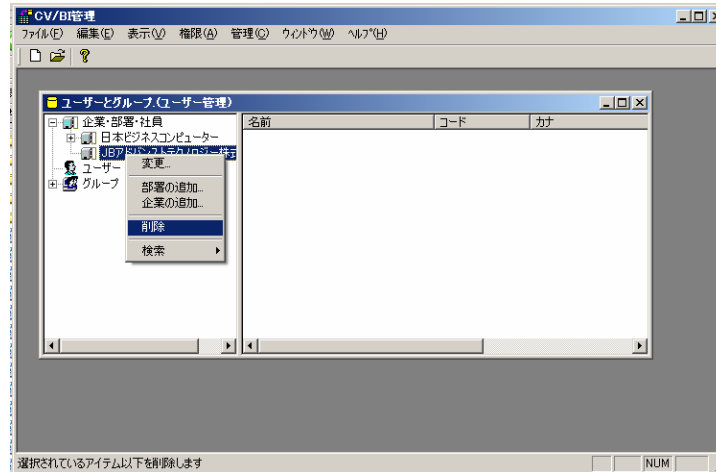 CV/BI管理
ファイル(F) 編集(E) 表示(V) 権限(A) 管理(C) ウィンドウ(W) ヘルプ(H)
ユーザーとグループ.(ユーザー管理)
企業・部署・社員
日本ビジネスコンピューター
JBアドバンストテクノロジー株式
ユーザー
グループ
名前 コード カナ
変更...
部署の追加...
企業の追加...
削除
検索
選択されているアイテム以下を削除します
NUM